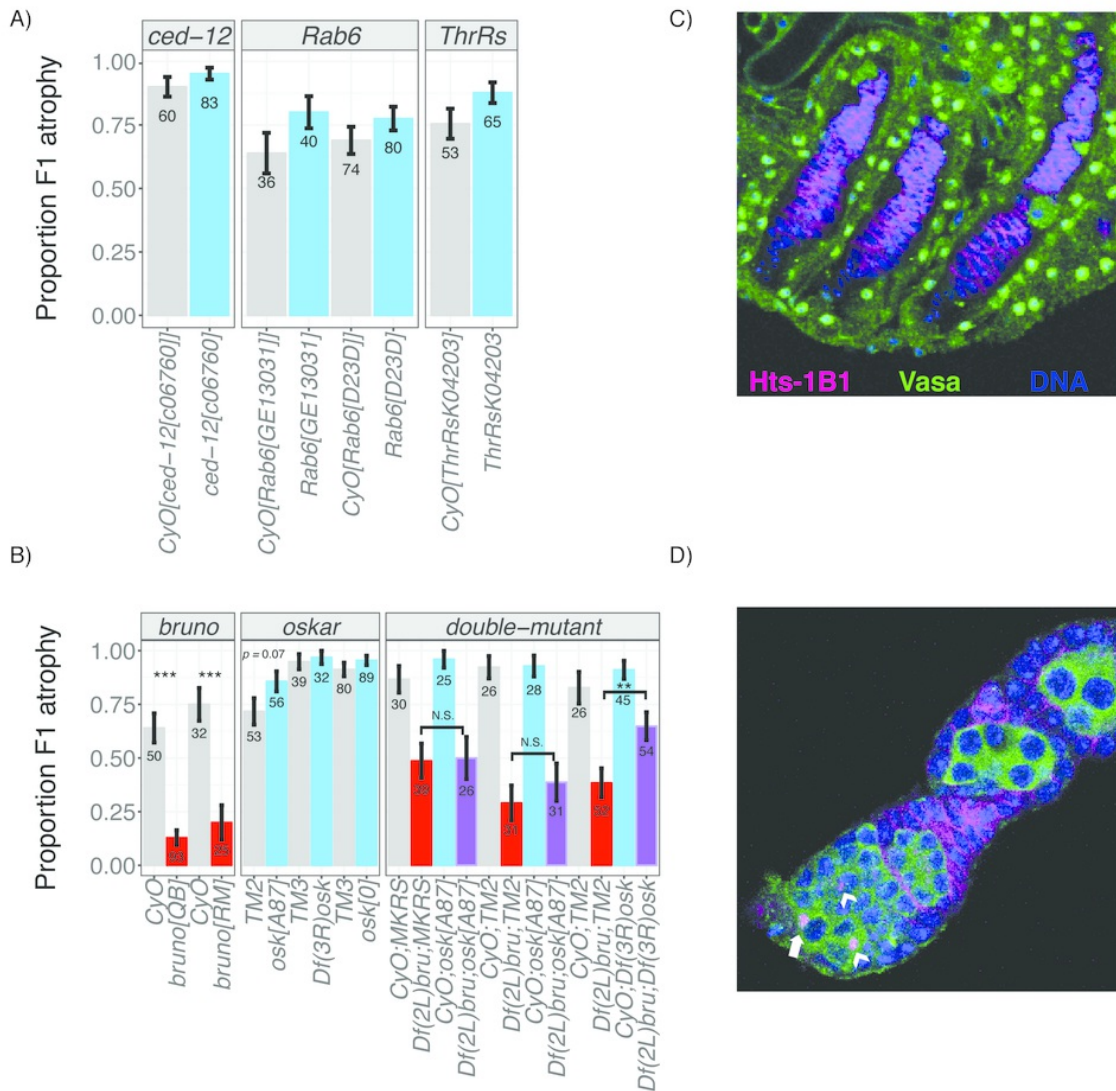 A)
ced-12 Rab6 ThrRs
Proportion F1 atrophy
1.00
0.75
0.50
0.25
0.00
60 83 36 40 74 80 53 65
CyO[ced-12[c06760]]
ced-12[c06760]
CyO[Rab6[GE13031]]
Rab6[GE13031]
CyO[Rab6[D23D]]
Rab6[D23D]
CyO[ThrRsK04203]
ThrRsK04203
C)
Hts-1B1 Vasa DNA
B)
bruno oskar double-mutant
Proportion F1 atrophy
1.00
0.75
0.50
0.25
0.00
*** ***
50 32
p = 0.07
53 56 39 32 80 89
N.S. N.S. **
30 25 26 26 28 31 26 45 54
CyO
bruno[QB]
CyO
bruno[RM]
TM2
osk[A87]
TM3
Df(3R)osk
TM3
osk[0]
CyO;MKRS
Df(2L)bru;MKRS
CyO;osk[A87]
Df(2L)bru;osk[A87]
CyO;TM2
Df(2L)bru;TM2
CyO;osk[A87]
Df(2L)bru;osk[A87]
CyO;TM2
Df(2L)bru;TM2
CyO;Df(3R)osk
Df(2L)bru;Df(3R)osk
D)